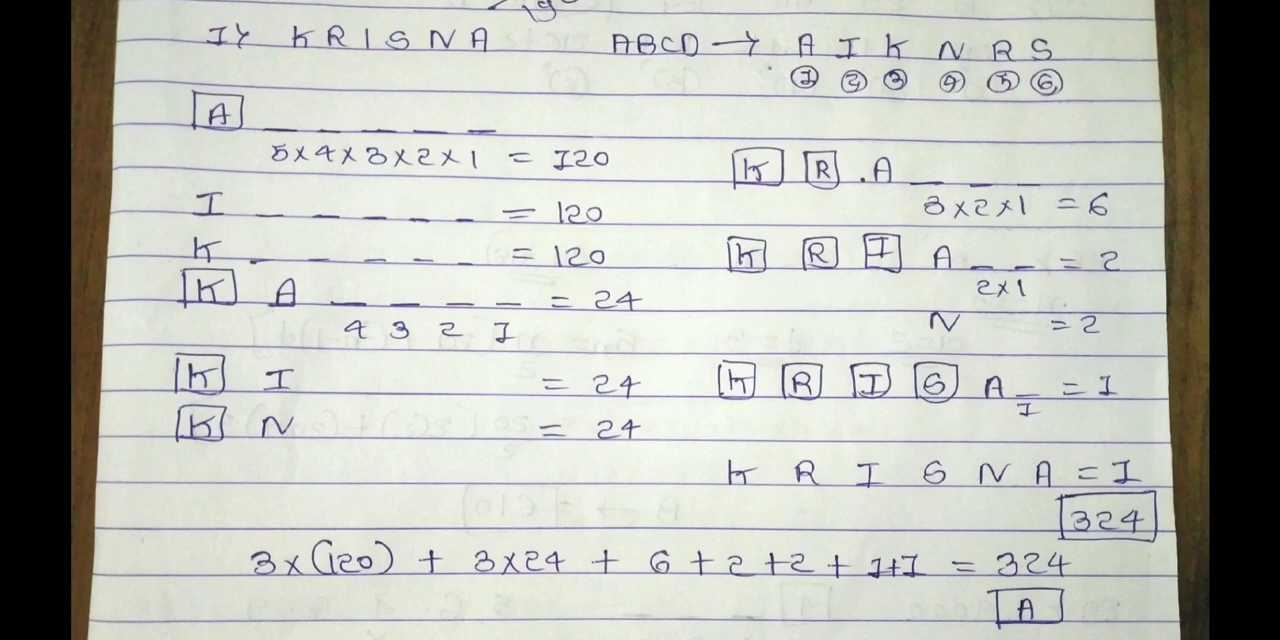 If KRISNA ABCD → A I K N R S
① ② ③ ④ ⑤ ⑥
A _ _ _ _ _
5×4×3×2×1 = 120
I _ _ _ _ _ = 120
K _ _ _ _ _ = 120
K A _ _ _ _ = 24
4 3 2 1
K I = 24
K N = 24
K R .A _ _ _
3×2×1 = 6
K R I A _ _ = 2
2×1
N = 2
K R I S A _ = 1
1
K R I S N A = 1
324
3×(120) + 3×24 + 6+2+2+1+1 = 324
A